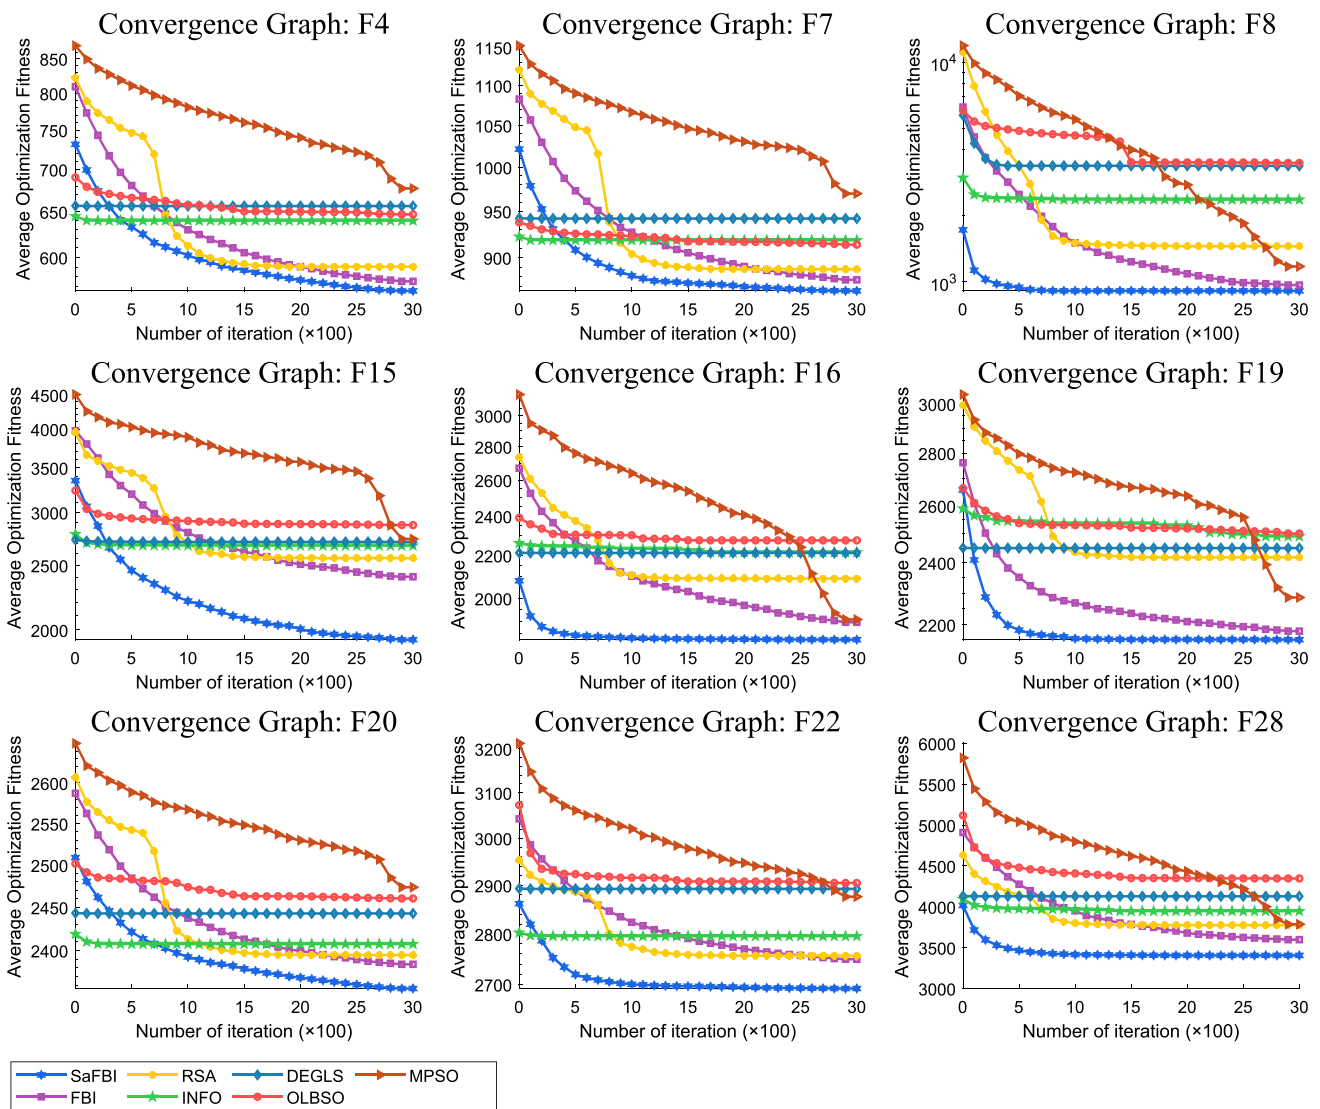 Convergence Graph: F4
Average Optimization Fitness
850
800
750
700
650
600
0 5 10 15 20 25 30
Number of iteration (×100)
Convergence Graph: F7
Average Optimization Fitness
1150
1100
1050
1000
950
900
0 5 10 15 20 25 30
Number of iteration (×100)
Convergence Graph: F8
Average Optimization Fitness
10⁴
10³
0 5 10 15 20 25 30
Number of iteration (×100)
Convergence Graph: F15
Average Optimization Fitness
4500
4000
3500
3000
2500
2000
0 5 10 15 20 25 30
Number of iteration (×100)
Convergence Graph: F16
Average Optimization Fitness
3000
2800
2600
2400
2200
2000
0 5 10 15 20 25 30
Number of iteration (×100)
Convergence Graph: F19
Average Optimization Fitness
3000
2800
2600
2400
2200
0 5 10 15 20 25 30
Number of iteration (×100)
Convergence Graph: F20
Average Optimization Fitness
2600
2550
2500
2450
2400
0 5 10 15 20 25 30
Number of iteration (×100)
Convergence Graph: F22
Average Optimization Fitness
3200
3100
3000
2900
2800
2700
0 5 10 15 20 25 30
Number of iteration (×100)
Convergence Graph: F28
Average Optimization Fitness
6000
5500
5000
4500
4000
3500
3000
0 5 10 15 20 25 30
Number of iteration (×100)
SaFBI RSA DEGLS MPSO
FBI INFO OLBSO